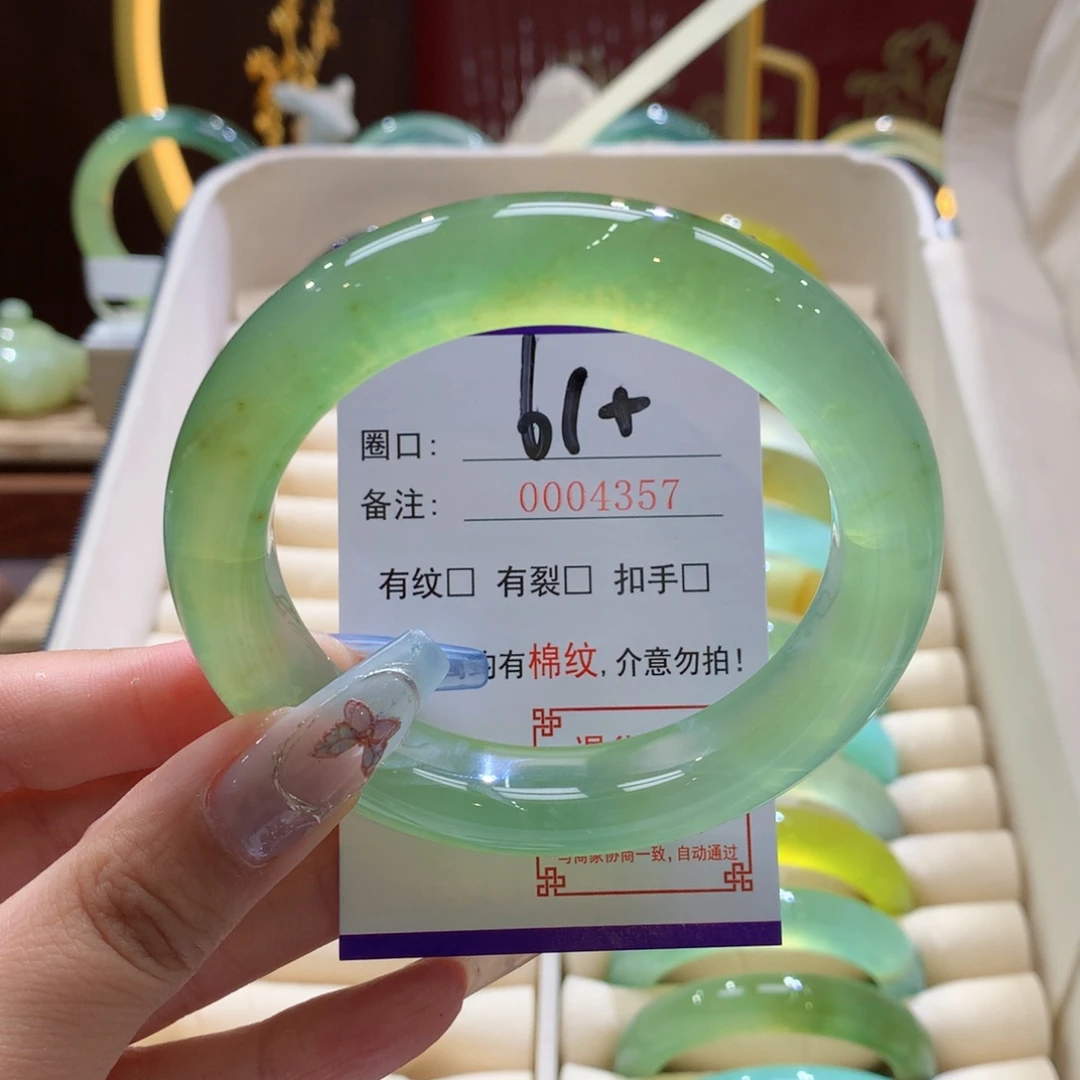 圈口： 61+
备注： 0004357
有纹□ 有裂□ 扣手□
均有棉纹，介意勿拍！
与商家协商一致，自动通过